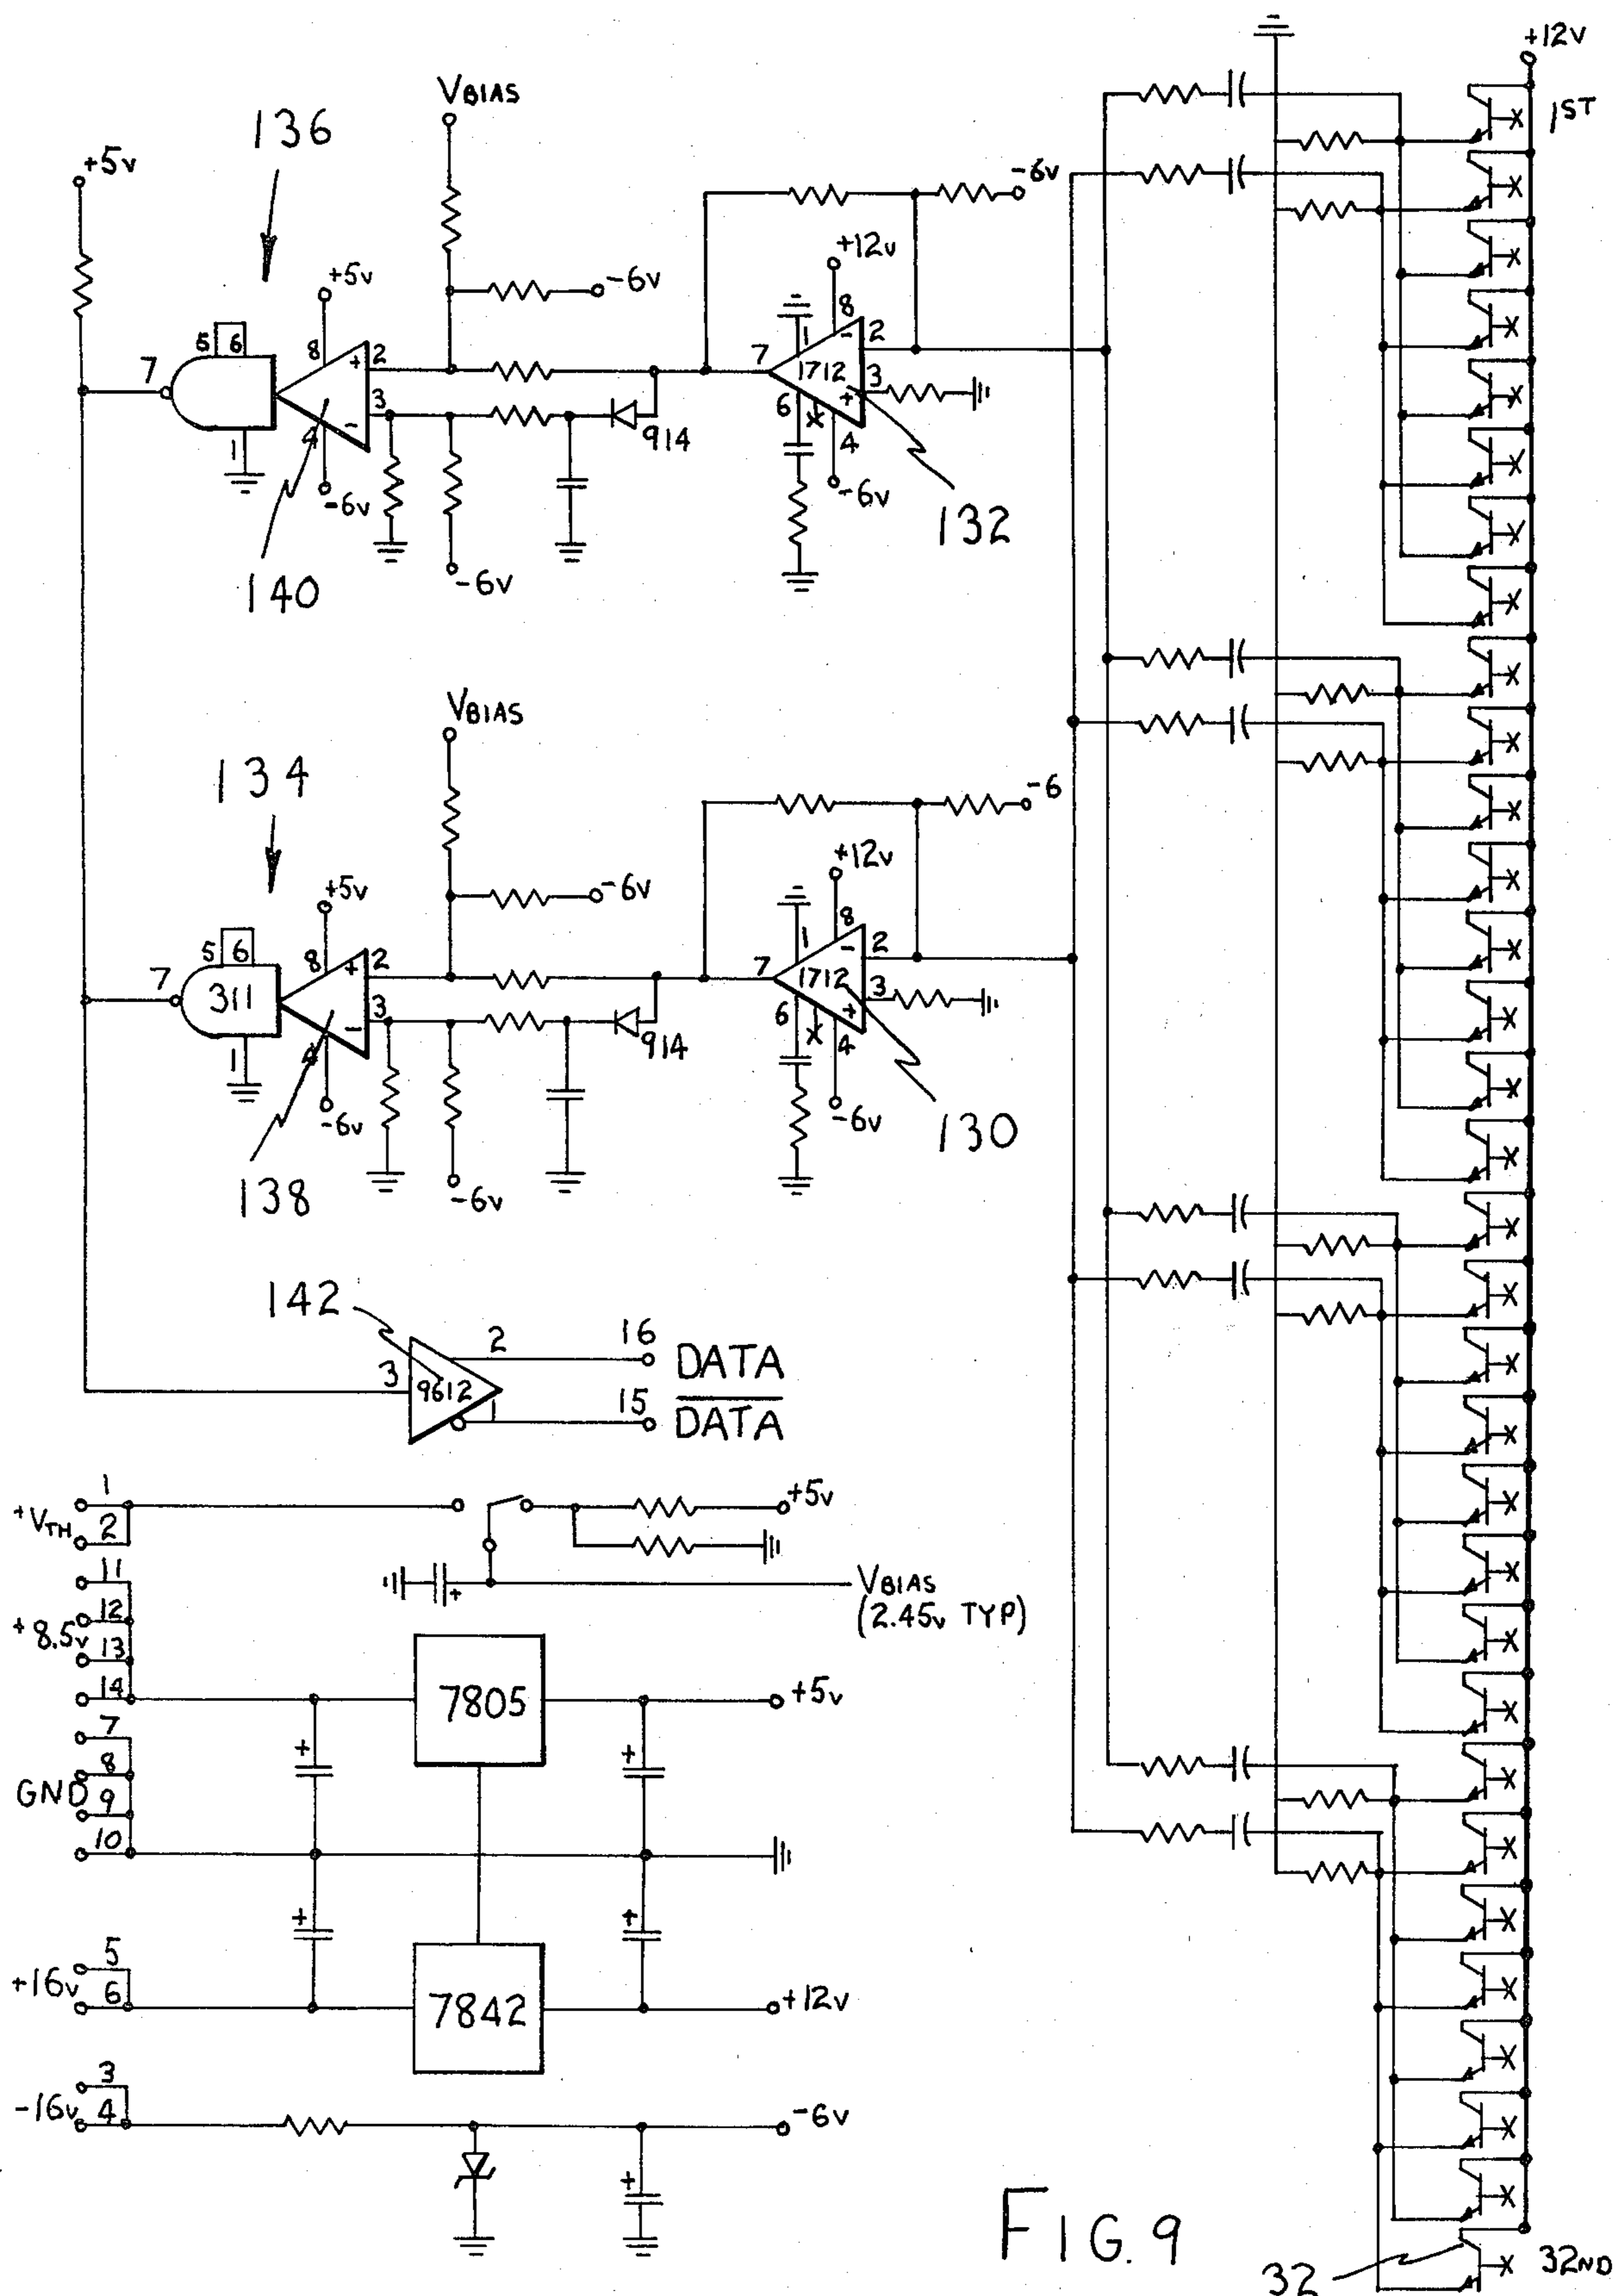 +12V
1ST
VBIAS
136
+5V
-6V
+12V
+5V
-6V
8
1
2
5 6
8
7
+ 2
7
1712
3
3
6
X
+
4
914
1
4
-
-6V
-6V
132
140
-6V
VBIAS
134
-6
+12V
+5V
-6V
8
1
2
5 6
8
7
+ 2
7
1712
3
311
3
6
X
+
4
914
1
4
-
-6V
-6V
130
138
-6V
142
2
16
DATA
3
9612
1
15
DATA
1
+VTH
2
+5V
11
12
+8.5V
13
14
VBIAS
(2.45V TYP)
7805
+5V
7
8
GND
9
10
+
+
+
+
5
+16V
6
7842
+12V
3
-16V
4
-6V
+
FIG. 9
32
32ND